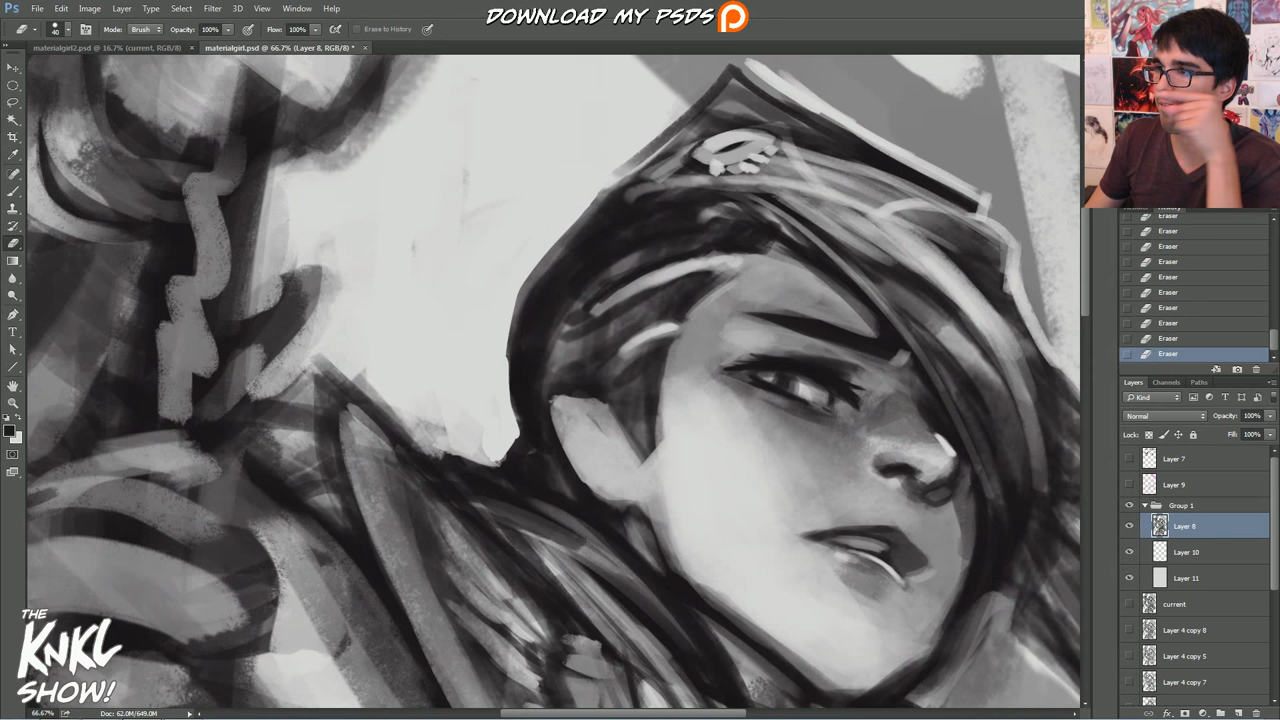 Ps File Edit Image Layer Type Select Filter 3D View Window Help
DOWNLOAD MY PSDS
40 Mode: Brush Opacity: 100% Flow: 100% Erase to History
materialgirl2.psd @ 16.7% (current, RGB/8) × materialgirl.psd @ 66.7% (Layer 8, RGB/8) * ×
Eraser
Eraser
Eraser
Eraser
Eraser
Eraser
Eraser
Eraser
Eraser
Eraser
Layers Channels Paths
Kind
Normal Opacity: 100%
Lock: Fill: 100%
Layer 7
Layer 9
Group 1
Layer 8
Layer 10
Layer 11
current
Layer 4 copy 8
Layer 4 copy 5
Layer 4 copy 7
THE
KNKL
SHOW!
66.67% Doc: 62.0M/649.0M